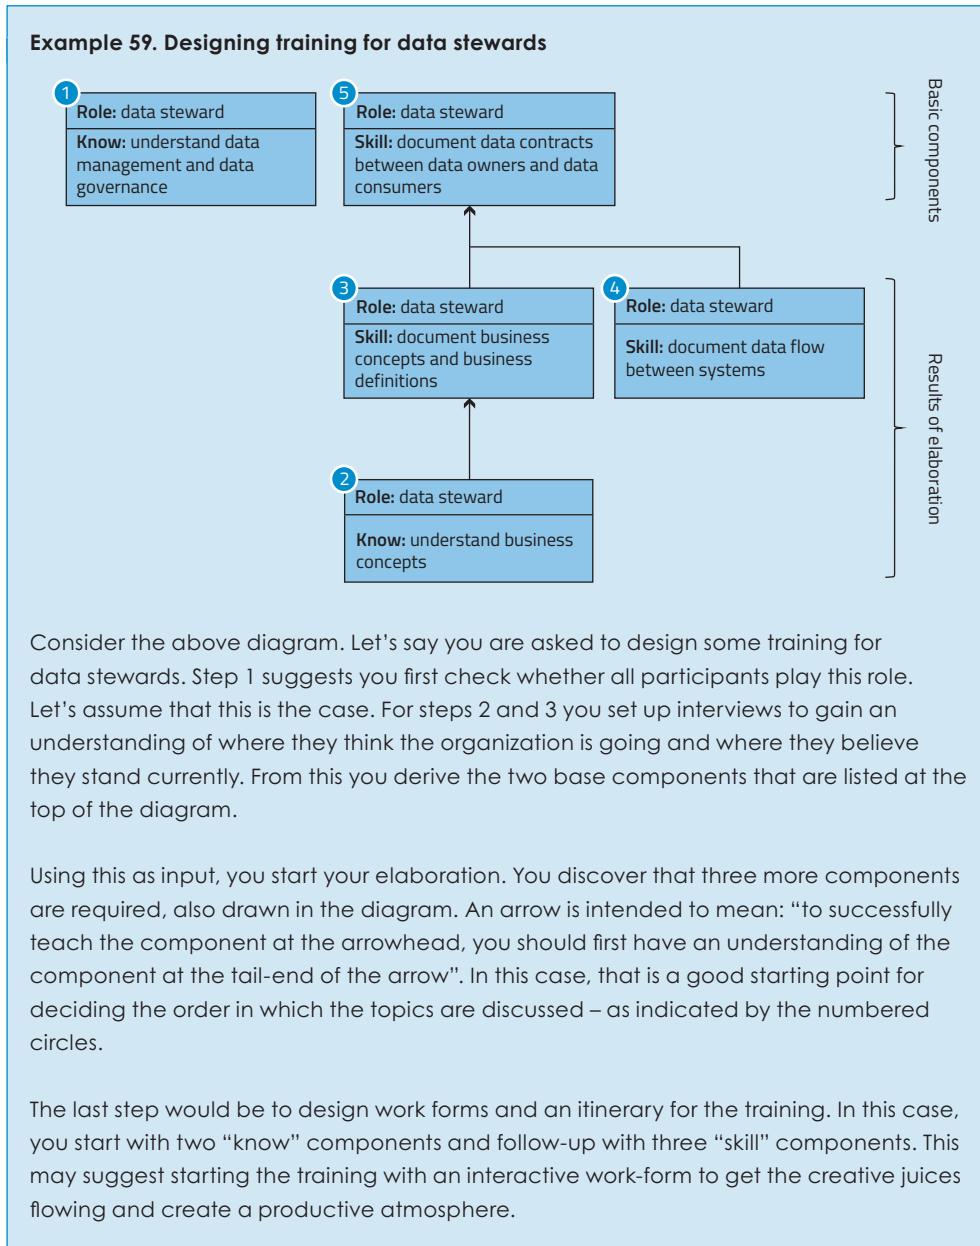 Example 59. Designing training for data stewards
1
Role: data steward
Know: understand data
management and data
governance
5
Role: data steward
Skill: document data contracts
between data owners and data
consumers
Basic components
3
Role: data steward
Skill: document business
concepts and business
definitions
4
Role: data steward
Skill: document data flow
between systems
2
Role: data steward
Know: understand business
concepts
Results of elaboration
Consider the above diagram. Let’s say you are asked to design some training for
data stewards. Step 1 suggests you first check whether all participants play this role.
Let’s assume that this is the case. For steps 2 and 3 you set up interviews to gain an
understanding of where they think the organization is going and where they believe
they stand currently. From this you derive the two base components that are listed at the
top of the diagram.
Using this as input, you start your elaboration. You discover that three more components
are required, also drawn in the diagram. An arrow is intended to mean: “to successfully
teach the component at the arrowhead, you should first have an understanding of the
component at the tail-end of the arrow”. In this case, that is a good starting point for
deciding the order in which the topics are discussed – as indicated by the numbered
circles.
The last step would be to design work forms and an itinerary for the training. In this case,
you start with two “know” components and follow-up with three “skill” components. This
may suggest starting the training with an interactive work-form to get the creative juices
flowing and create a productive atmosphere.